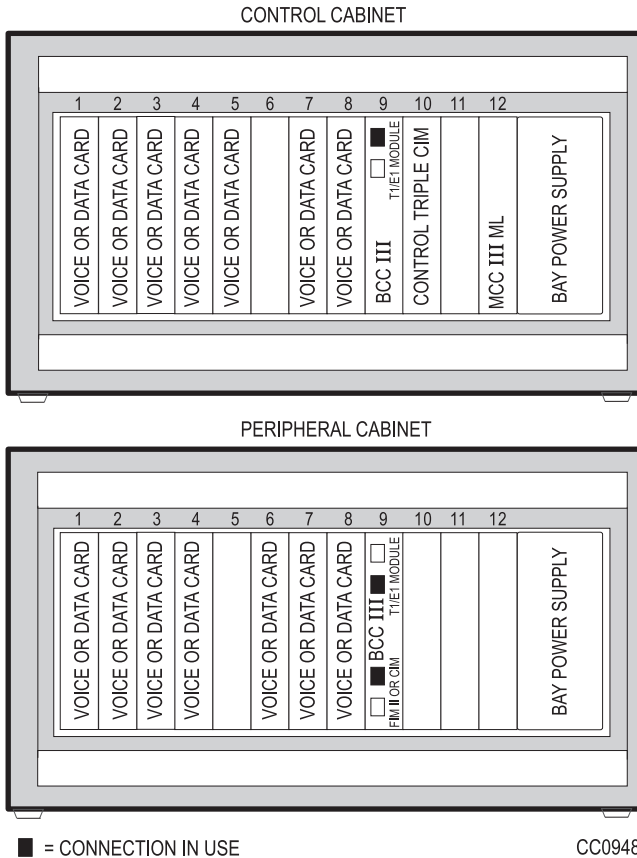 CONTROL CABINET
1 2 3 4 5 6 7 8 9 10 11 12
VOICE OR DATA CARD
VOICE OR DATA CARD
VOICE OR DATA CARD
VOICE OR DATA CARD
VOICE OR DATA CARD
VOICE OR DATA CARD
VOICE OR DATA CARD
BCC III
T1/E1 MODULE
CONTROL TRIPLE CIM
MCC III ML
BAY POWER SUPPLY
PERIPHERAL CABINET
1 2 3 4 5 6 7 8 9 10 11 12
VOICE OR DATA CARD
VOICE OR DATA CARD
VOICE OR DATA CARD
VOICE OR DATA CARD
VOICE OR DATA CARD
VOICE OR DATA CARD
VOICE OR DATA CARD
FIM II OR CIM
BCC III
T1/E1 MODULE
BAY POWER SUPPLY
= CONNECTION IN USE
CC0948